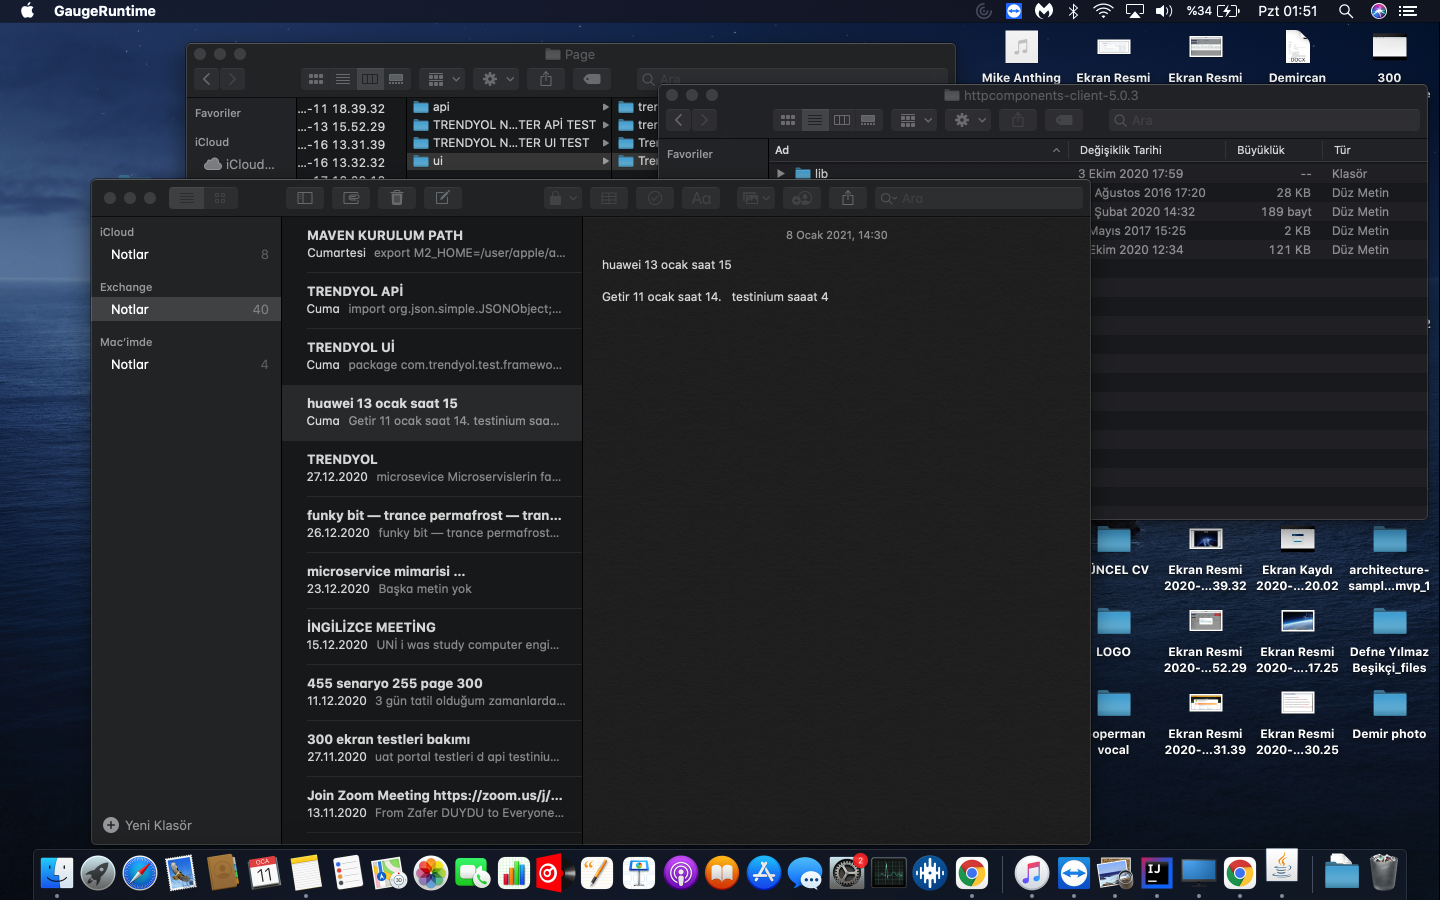 GaugeRuntime
%34
Pzt 01:51
Page
Ara
Favoriler
iCloud
iCloud...
...-11 18.39.32
...-13 15.52.29
...-16 13.31.39
...-16 13.32.32
api
TRENDYOL N...TER APİ TEST
TRENDYOL N...TER UI TEST
ui
httpcomponents-client-5.0.3
Ara
Favoriler
Ad
Değişiklik Tarihi
Büyüklük
Tür
lib
3 Ekim 2020 17:59
--
Klasör
Ağustos 2016 17:20
28 KB
Düz Metin
Şubat 2020 14:32
189 bayt
Düz Metin
Mayıs 2017 15:25
2 KB
Düz Metin
Ekim 2020 12:34
121 KB
Düz Metin
Aa
Ara
iCloud
Notlar 8
Exchange
Notlar 40
Mac'imde
Notlar 4
Yeni Klasör
MAVEN KURULUM PATH
Cumartesi export M2_HOME=/user/apple/a...
TRENDYOL APİ
Cuma import org.json.simple.JSONObject;...
TRENDYOL Uİ
Cuma package com.trendyol.test.framewo...
huawei 13 ocak saat 15
Cuma Getir 11 ocak saat 14. testinium saa...
TRENDYOL
27.12.2020 microsevice Microservislerin fa...
funky bit — trance permafrost — tran...
26.12.2020 funky bit — trance permafrost...
microservice mimarisi ...
23.12.2020 Başka metin yok
İNGİLİZCE MEETİNG
15.12.2020 UNİ i was study computer engi...
455 senaryo 255 page 300
11.12.2020 3 gün tatil olduğum zamanlarda...
300 ekran testleri bakımı
27.11.2020 uat portal testleri d api testiniu...
Join Zoom Meeting https://zoom.us/j/...
13.11.2020 From Zafer DUYDU to Everyone...
8 Ocak 2021, 14:30
huawei 13 ocak saat 15
Getir 11 ocak saat 14. testinium saaat 4
Mike Anthing
Ekran Resmi
Ekran Resmi
DOCX
Demircan
300
ÜNCEL CV
Ekran Resmi
2020-...39.32
Ekran Kaydı
2020-...20.02
architecture-
sampl...mvp_1
LOGO
Ekran Resmi
2020-...52.29
Ekran Resmi
2020-....17.25
Defne Yılmaz
Beşikçi_files
operman
vocal
Ekran Resmi
2020-...31.39
Ekran Resmi
2020-...30.25
Demir photo
OCA
11
2
IJ